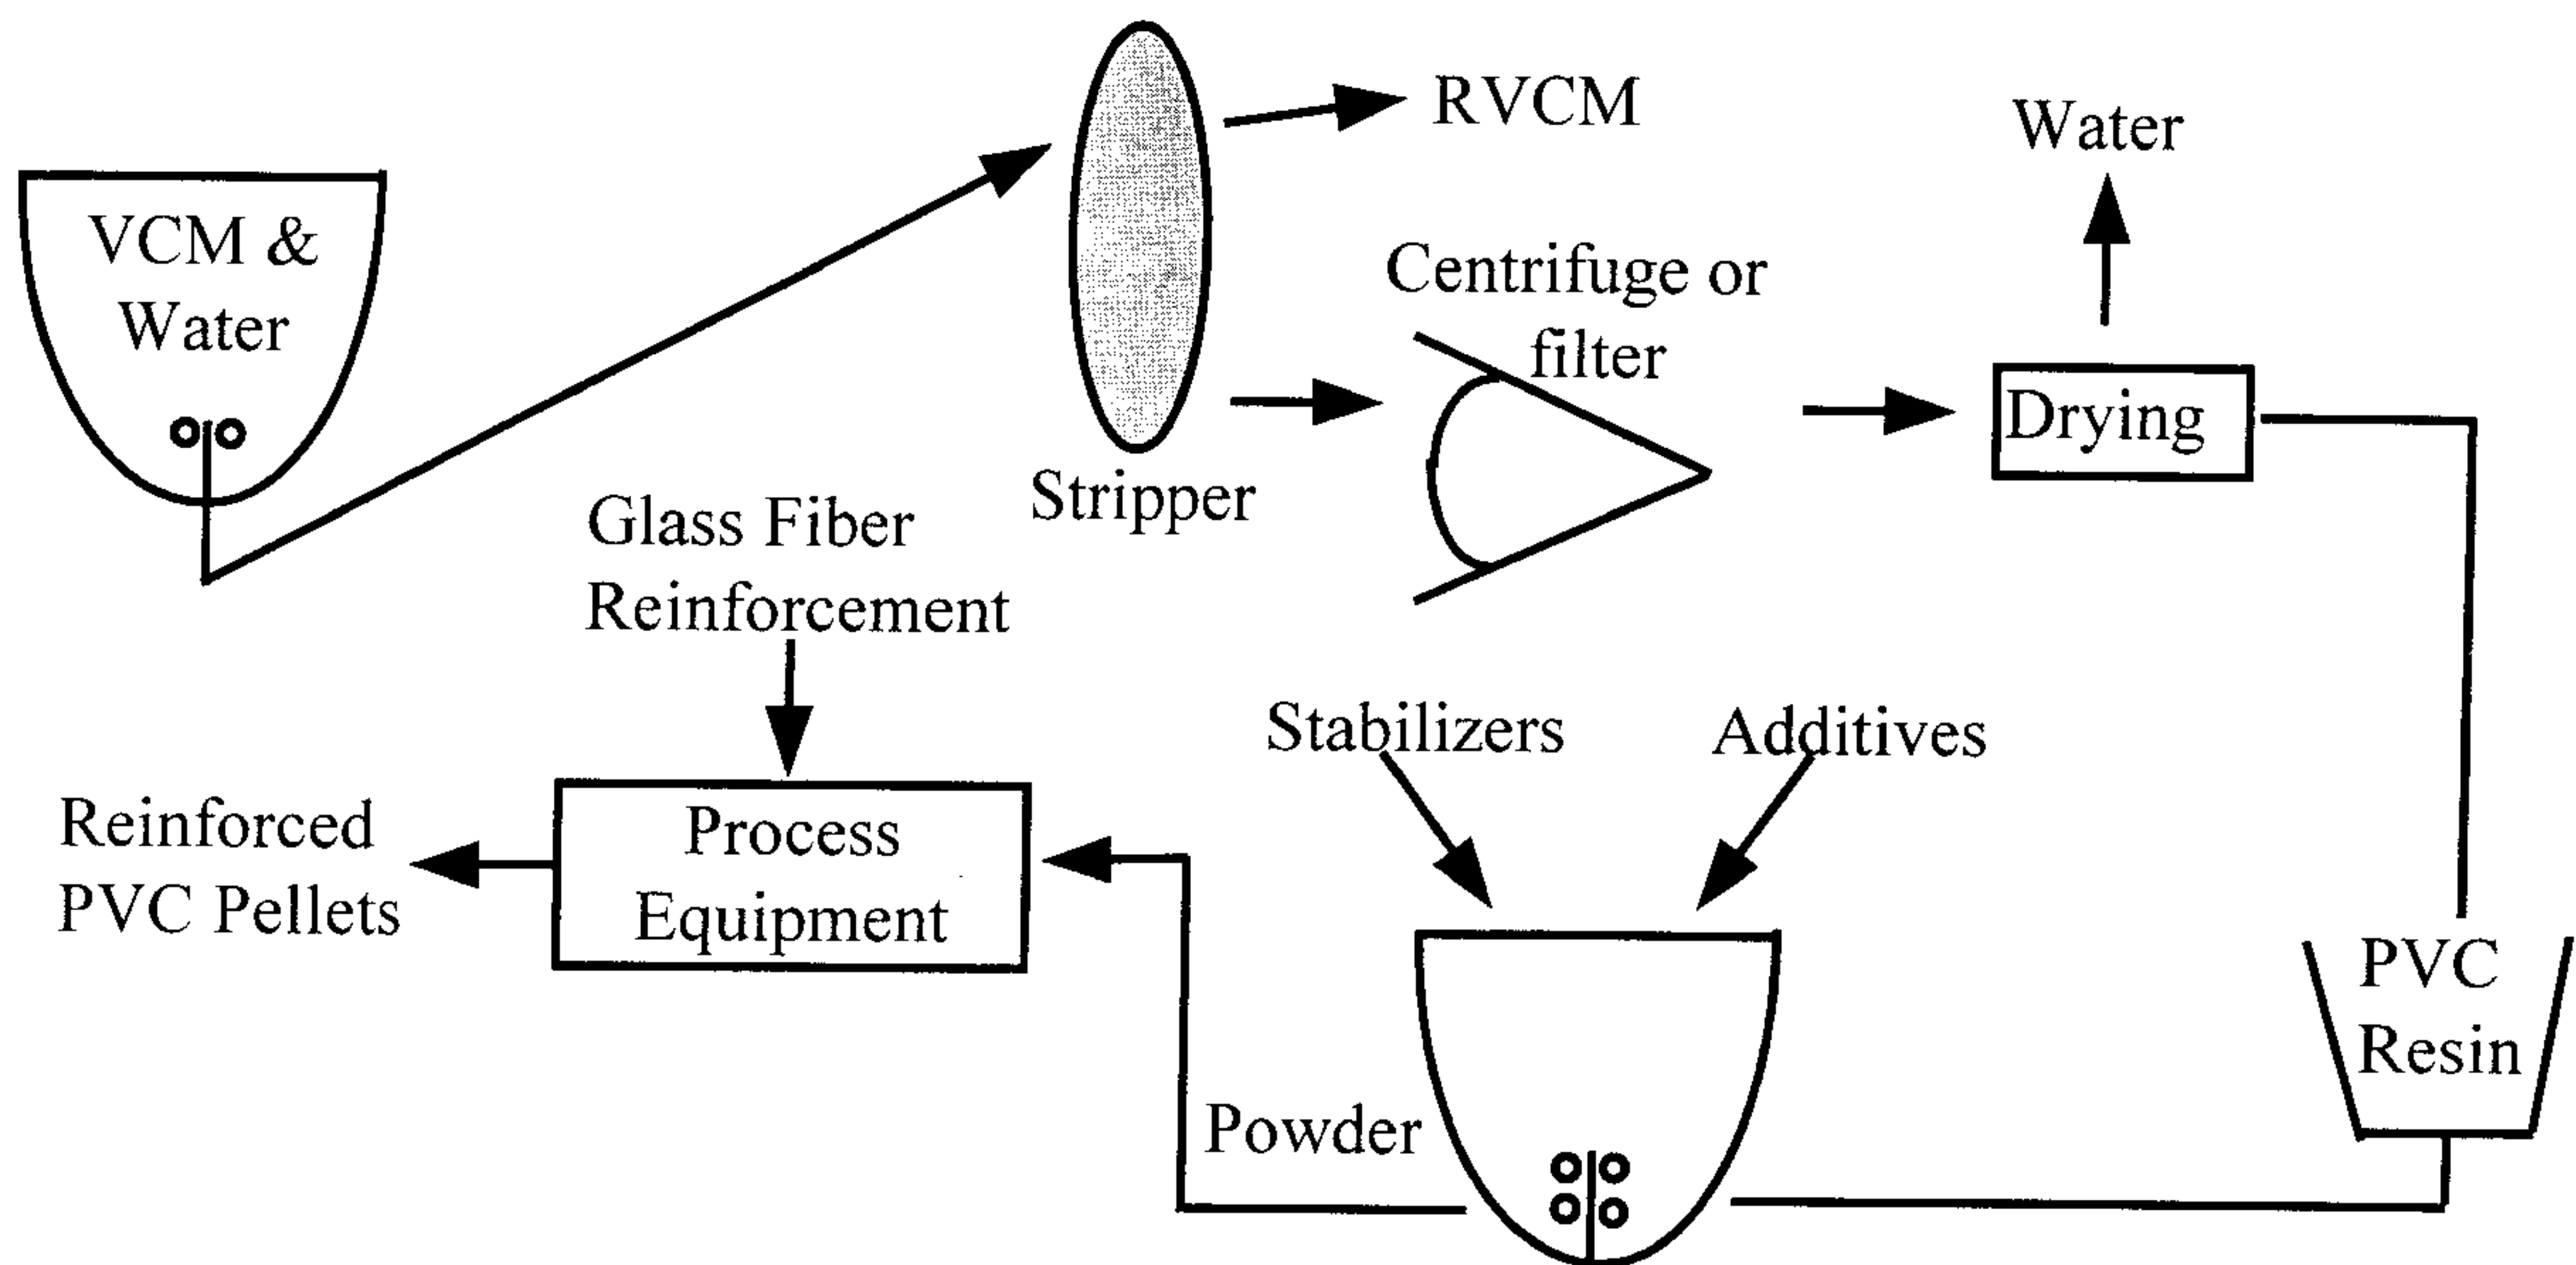 VCM &
Water
RVCM
Water
Centrifuge or
filter
Drying
Stripper
Glass Fiber
Reinforcement
Stabilizers
Additives
Reinforced
PVC Pellets
Process
Equipment
Powder
PVC
Resin